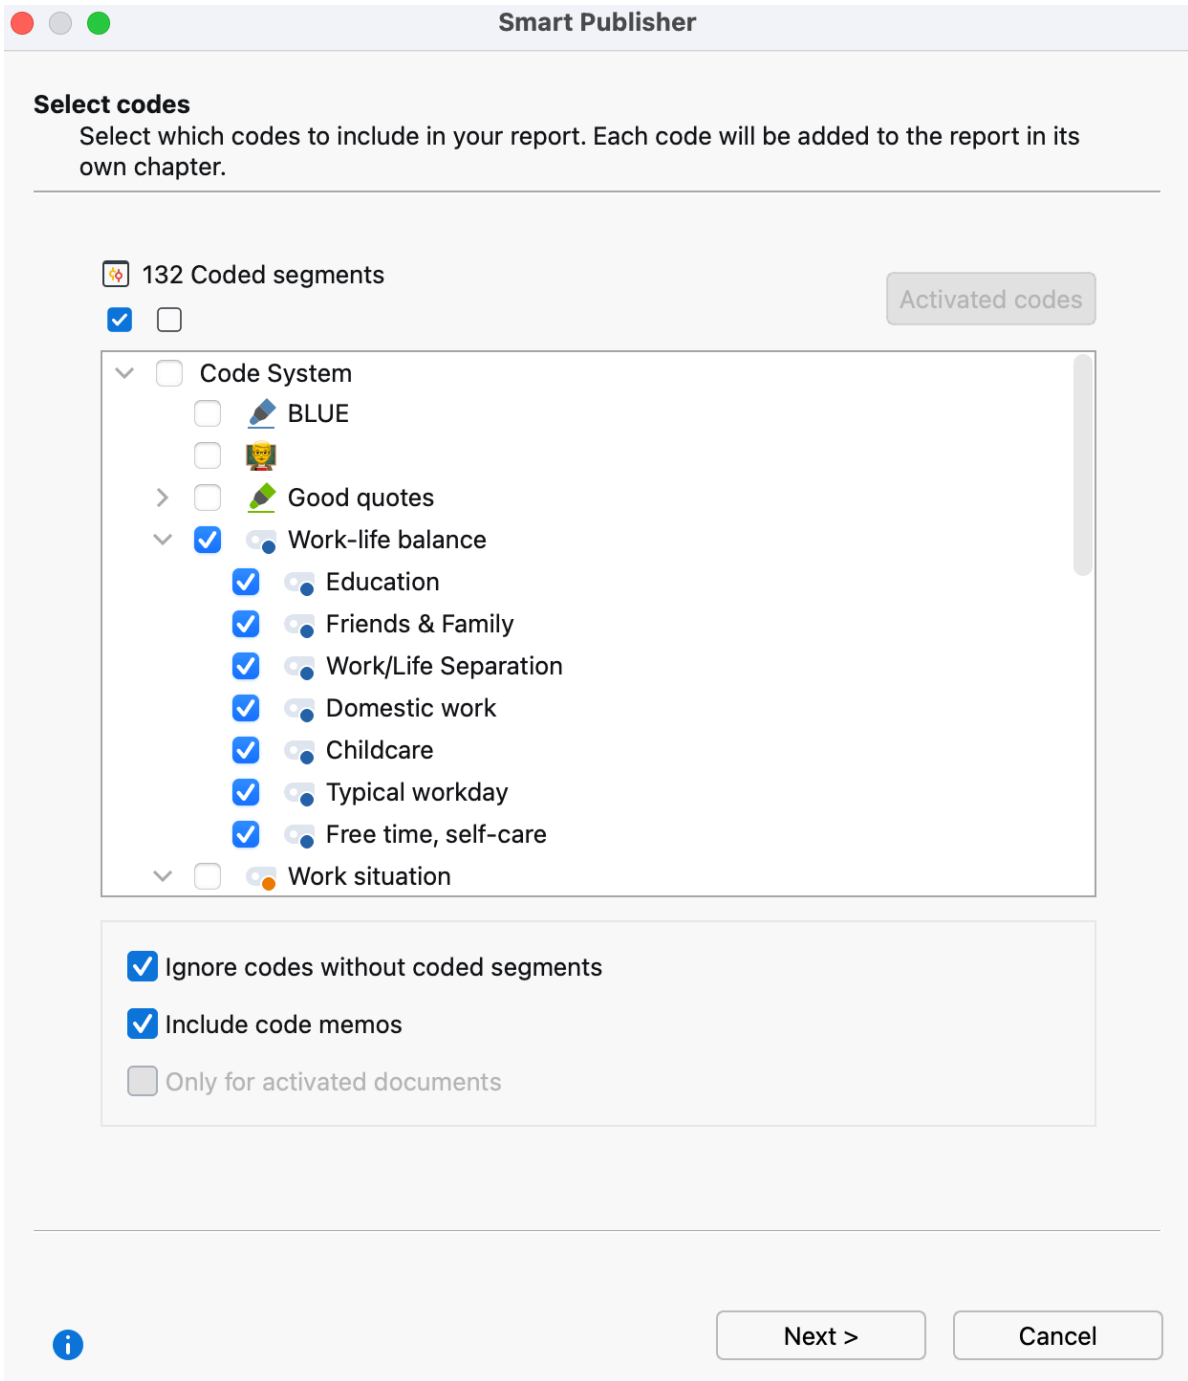 Smart Publisher
Select codes
Select which codes to include in your report. Each code will be added to the report in its
own chapter.
132 Coded segments
Activated codes
Code System
BLUE
Good quotes
Work-life balance
Education
Friends & Family
Work/Life Separation
Domestic work
Childcare
Typical workday
Free time, self-care
Work situation
Ignore codes without coded segments
Include code memos
Only for activated documents
Next >
Cancel